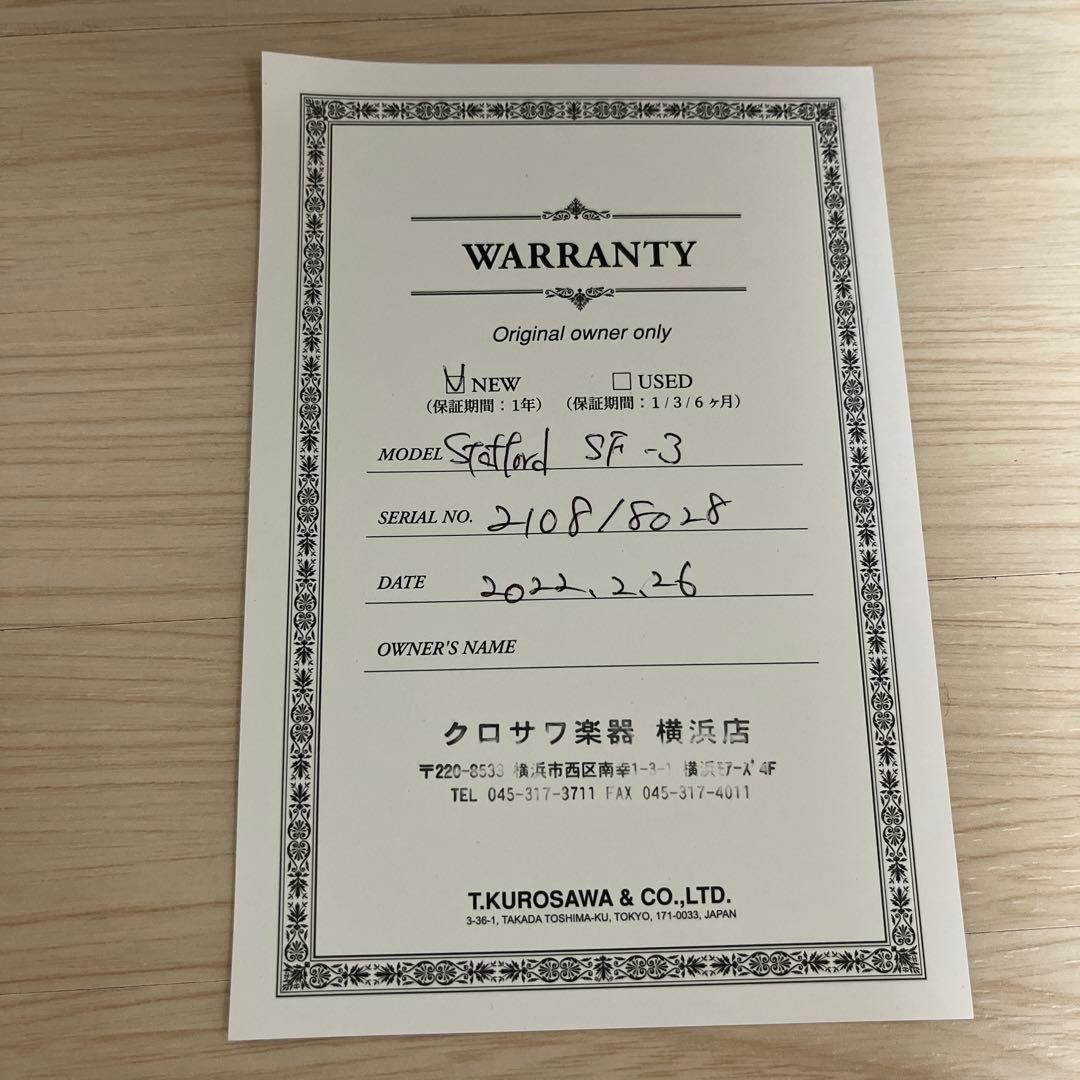 WARRANTY
Original owner only
NEW USED
（保証期間：1年）（保証期間：1/3/6ヶ月）
MODEL Stafford SF-3
SERIAL NO. 2108/8028
DATE 2022.2.26
OWNER'S NAME
クロサワ楽器 横浜店
〒220-8533 横浜市西区南幸1-3-1 横浜ﾓｱｰｽﾞ4F
TEL 045-317-3711 FAX 045-317-4011
T.KUROSAWA & CO.,LTD.
3-36-1, TAKADA TOSHIMA-KU, TOKYO, 171-0033, JAPAN